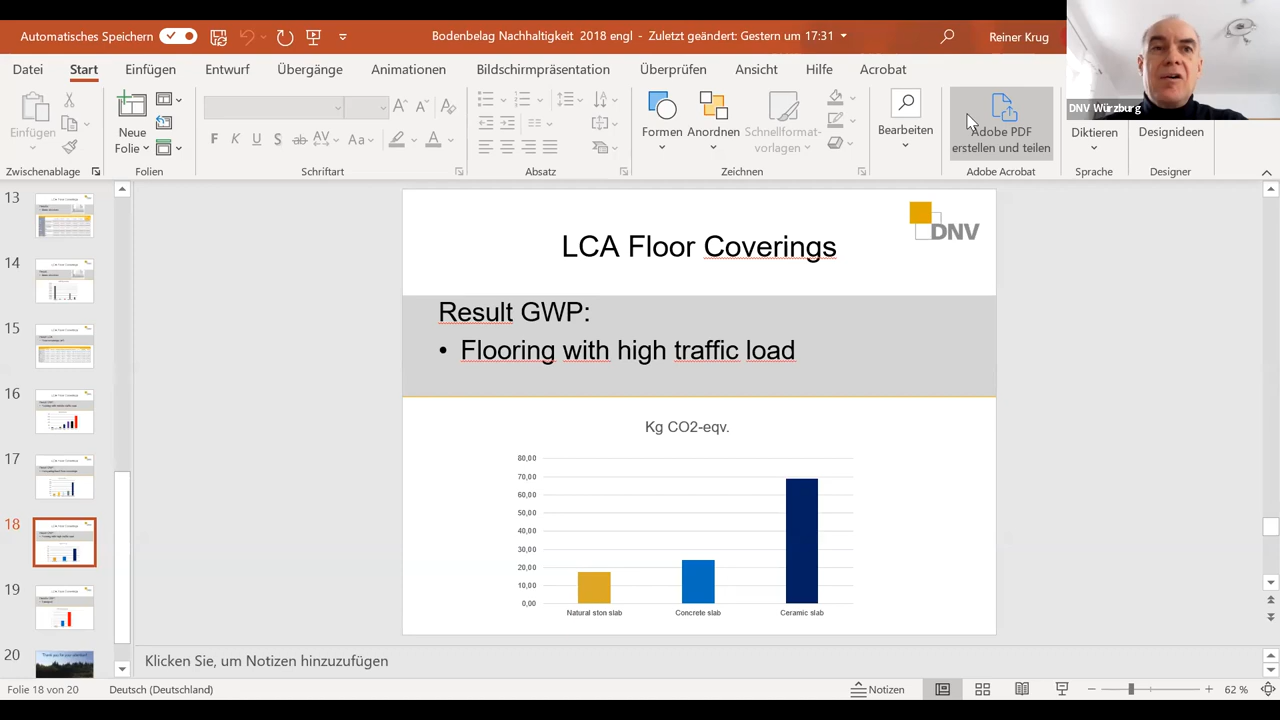 Automatisches Speichern
Bodenbelag Nachhaltigkeit 2018 engl - Zuletzt geändert: Gestern um 17:31
Reiner Krug
DNV Würzburg
Datei Start Einfügen Entwurf Übergänge Animationen Bildschirmpräsentation Überprüfen Ansicht Hilfe Acrobat
Einfügen
Neue
Folie
F K U S ab AV Aa A
Formen Anordnen Schnellformat-
vorlagen
Bearbeiten
Adobe PDF
erstellen und teilen
Diktieren
Designideen
Zwischenablage Folien Schriftart Absatz Zeichnen Adobe Acrobat Sprache Designer
13
14
15
16
17
18
19
20
DNV
LCA Floor Coverings
Result GWP:
• Flooring with high traffic load
Kg CO2-eqv.
80,00
70,00
60,00
50,00
40,00
30,00
20,00
10,00
0,00
Natural ston slab Concrete slab Ceramic slab
Klicken Sie, um Notizen hinzuzufügen
Folie 18 von 20 Deutsch (Deutschland) Notizen 62 %